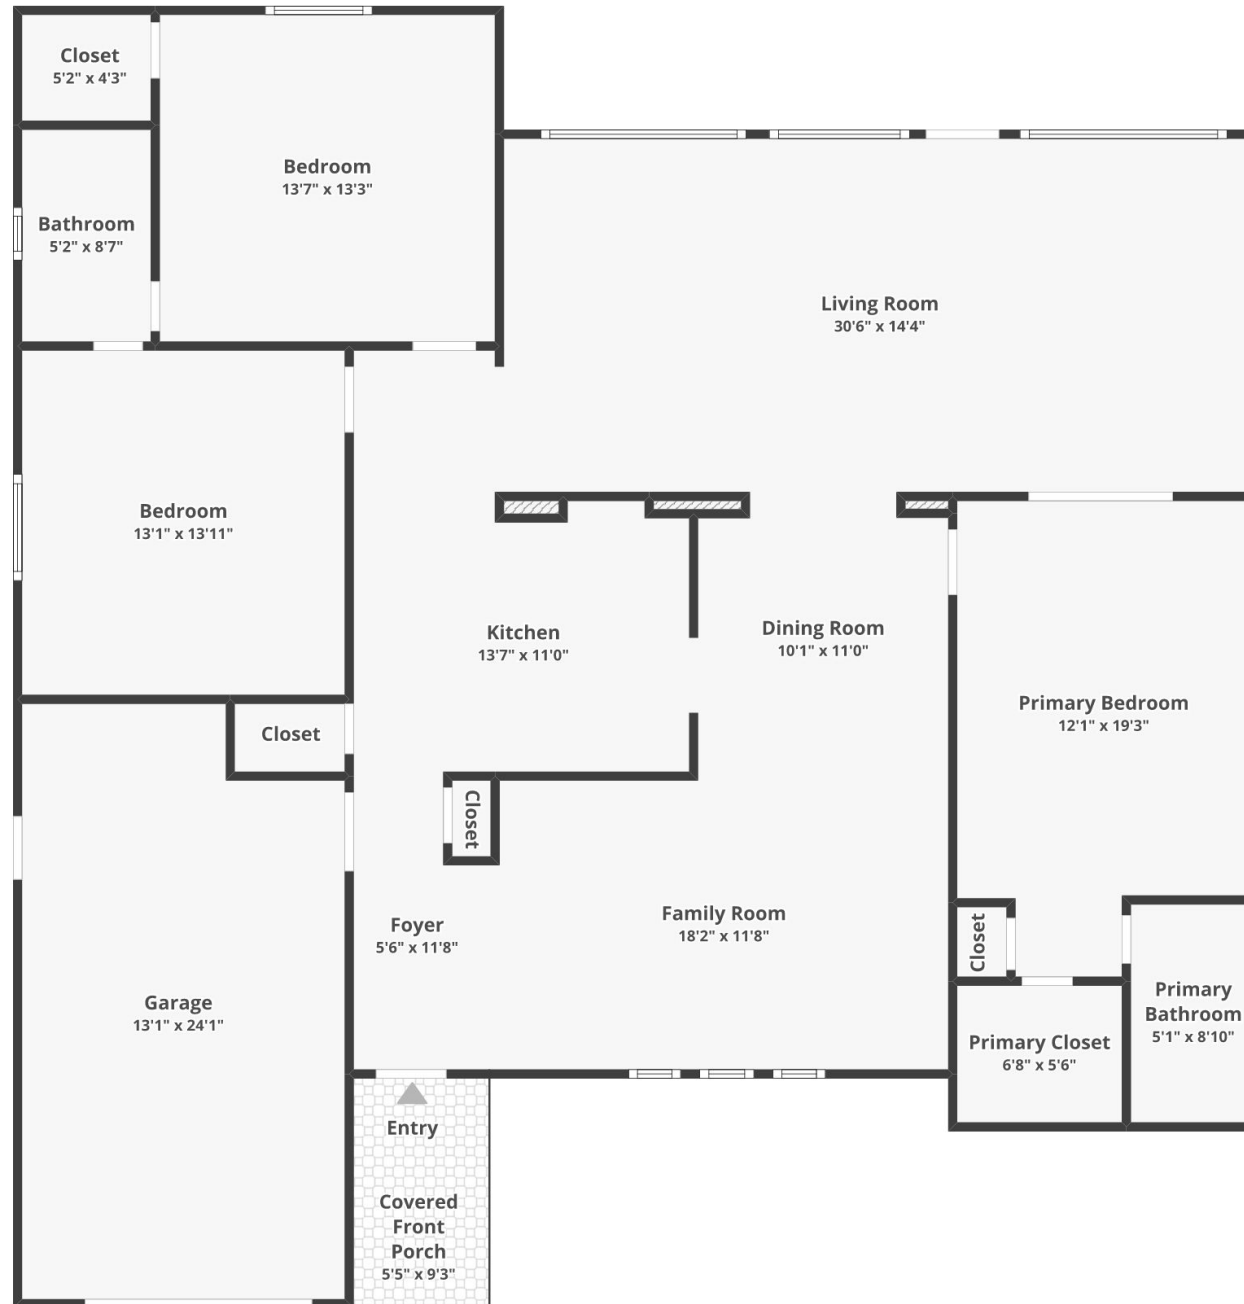 Closet
5'2" x 4'3"
Bedroom
13'7" x 13'3"
Bathroom
5'2" x 8'7"
Living Room
30'6" x 14'4"
Bedroom
13'1" x 13'11"
Kitchen
13'7" x 11'0"
Dining Room
10'1" x 11'0"
Primary Bedroom
12'1" x 19'3"
Closet
Closet
Foyer
5'6" x 11'8"
Family Room
18'2" x 11'8"
Closet
Garage
13'1" x 24'1"
Primary
Bathroom
5'1" x 8'10"
Primary Closet
6'8" x 5'6"
Entry
Covered
Front
Porch
5'5" x 9'3"